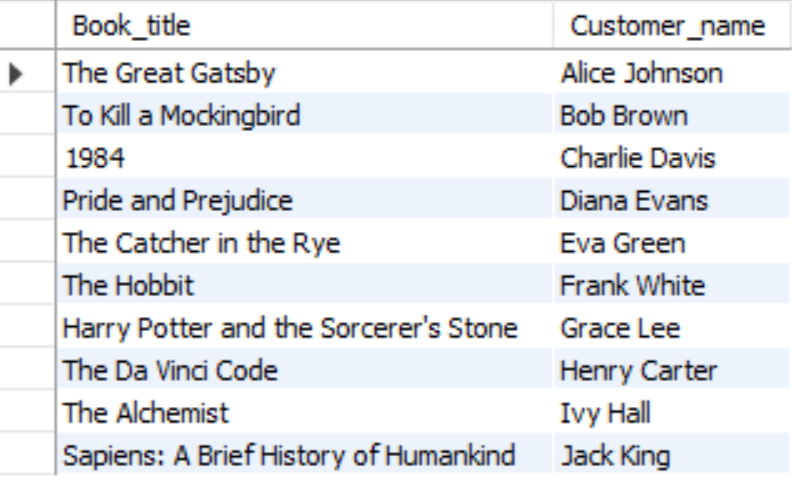 Book_title Customer_name
The Great Gatsby Alice Johnson
To Kill a Mockingbird Bob Brown
1984 Charlie Davis
Pride and Prejudice Diana Evans
The Catcher in the Rye Eva Green
The Hobbit Frank White
Harry Potter and the Sorcerer's Stone Grace Lee
The Da Vinci Code Henry Carter
The Alchemist Ivy Hall
Sapiens: A Brief History of Humankind Jack King